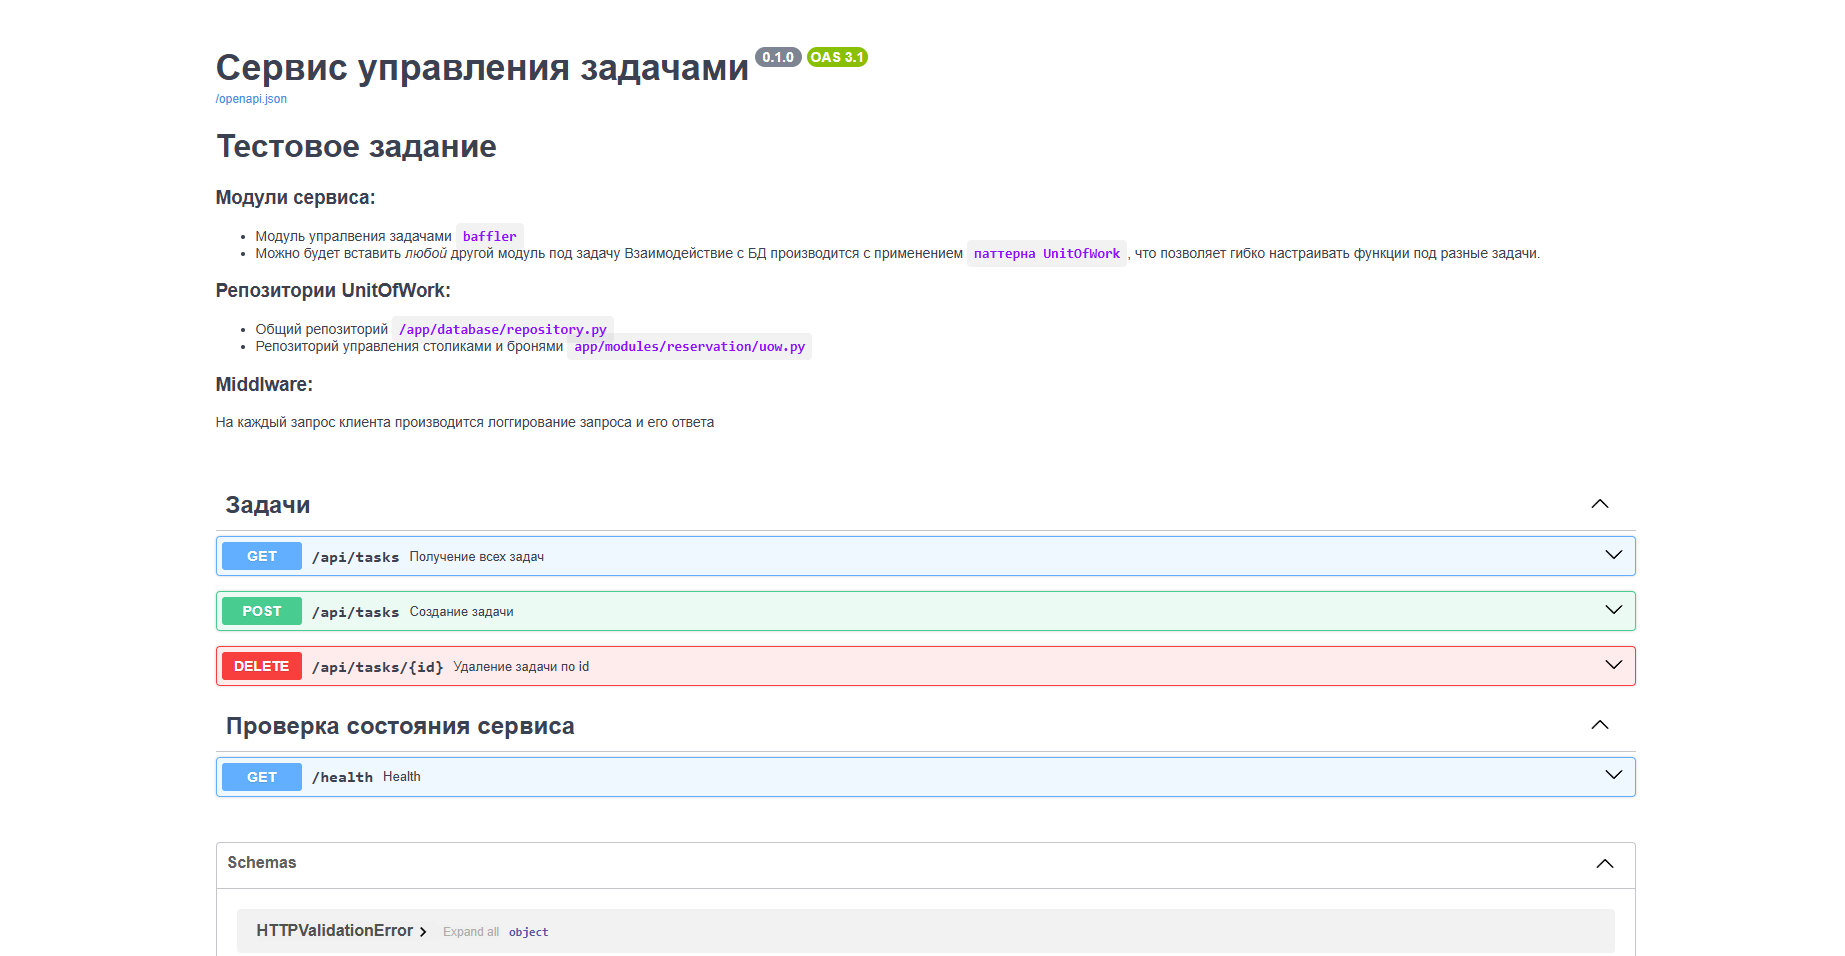 Сервис управления задачами 0.1.0 OAS 3.1
/openapi.json
Тестовое задание
Модули сервиса:
Модуль упралвения задачами baffler
Можно будет вставить любой другой модуль под задачу Взаимодействие с БД производится с применением паттерна UnitOfWork, что позволяет гибко настраивать функции под разные задачи.
Репозитории UnitOfWork:
Общий репозиторий /app/database/repository.py
Репозиторий управления столиками и бронями app/modules/reservation/uow.py
Middlware:
На каждый запрос клиента производится логгирование запроса и его ответа
Задачи
GET /api/tasks Получение всех задач
POST /api/tasks Создание задачи
DELETE /api/tasks/{id} Удаление задачи по id
Проверка состояния сервиса
GET /health Health
Schemas
HTTPValidationError Expand all object